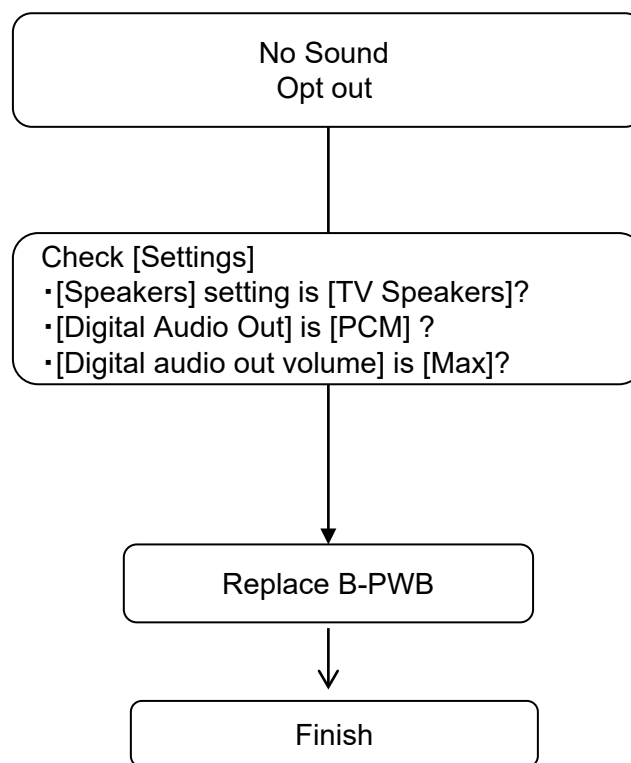 No Sound
Opt out
Check [Settings]
・[Speakers] setting is [TV Speakers]?
・[Digital Audio Out] is [PCM] ?
・[Digital audio out volume] is [Max]?
Replace B-PWB
Finish